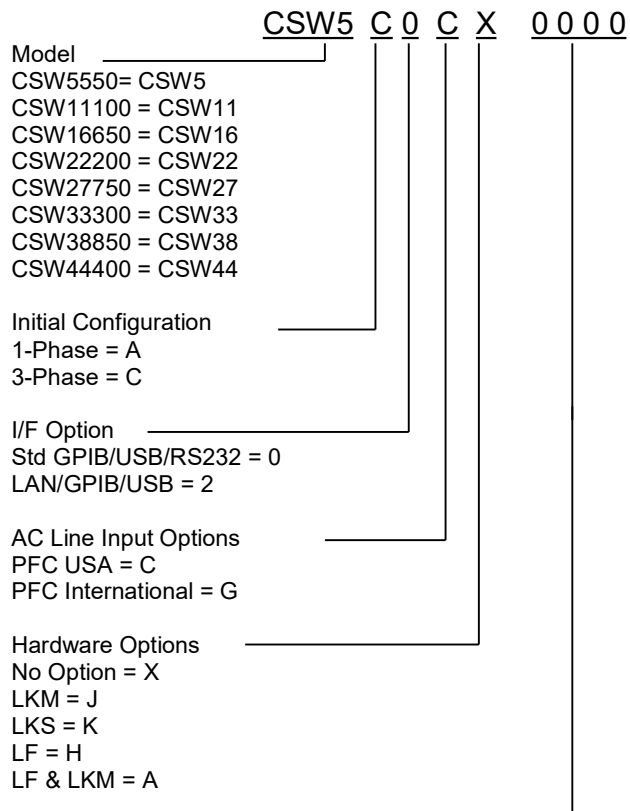 CSW5 C 0 C X 0 0 0 0
Model
CSW5550= CSW5
CSW11100 = CSW11
CSW16650 = CSW16
CSW22200 = CSW22
CSW27750 = CSW27
CSW33300 = CSW33
CSW38850 = CSW38
CSW44400 = CSW44
Initial Configuration
1-Phase = A
3-Phase = C
I/F Option
Std GPIB/USB/RS232 = 0
LAN/GPIB/USB = 2
AC Line Input Options
PFC USA = C
PFC International = G
Hardware Options
No Option = X
LKM = J
LKS = K
LF = H
LF & LKM = A